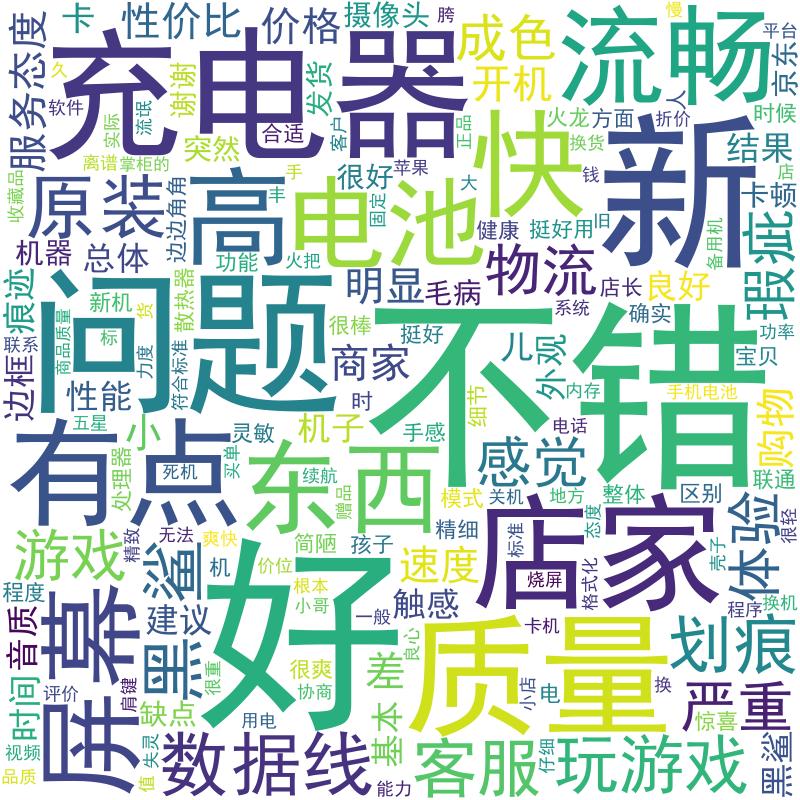 卡
性价比
价格
摄像头
胯
成色
流畅
慢
平台
京东
服务态度
久
软件
充电器
谢谢
发货
开机
人
实际
流氓
突然
合适
客户
正品
快
火龙
方面
折价
时候
新
结果
店
收藏品
离谱
掌柜的
手
很好
苹果
换货
钱
卡顿
原装
边边角角
高
丰
固定
电池
大
健康
挺好用
旧
备用机
瑕疵
机器
总体
功能
火把
明显
毛病
物流
店长
良好
系统
确实
功率
宝贝
痕迹
新机
货
散热器
很棒
挺好
联系
商品质量
力度
符合标准
问题
不错
商家
儿
外观
细节
内存
手机电池
边框
性能
时
购物
五星
小
灵敏
机子
手感
电话
感觉
有点
死机
买单
东西
续航
赠品
处理器
模式
关机
地方
整体
区别
联通
很轻
体验
店家
标准
态度
精细
游戏
精致
无法
爽快
简陋
孩子
速度
价位
烧屏
格式化
壳子
程度
黑鲨
机
根本
小哥
一般
触感
卡机
程序
换机
屏幕
音质
建议
好
良心
质量
划痕
评价
肩键
很重
很爽
协商
差
小店
电
换
严重
时间
缺点
用电
基本
惊喜
视频
失灵
品质
值
数据线
能力
客服
仔细
玩游戏
黑鲨